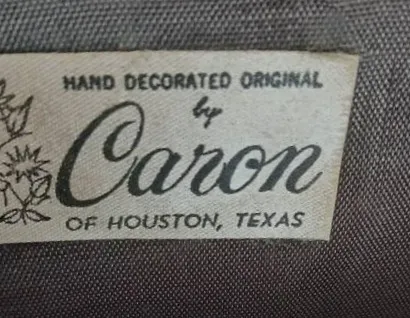 HAND DECORATED ORIGINAL
by
Caron
OF HOUSTON, TEXAS